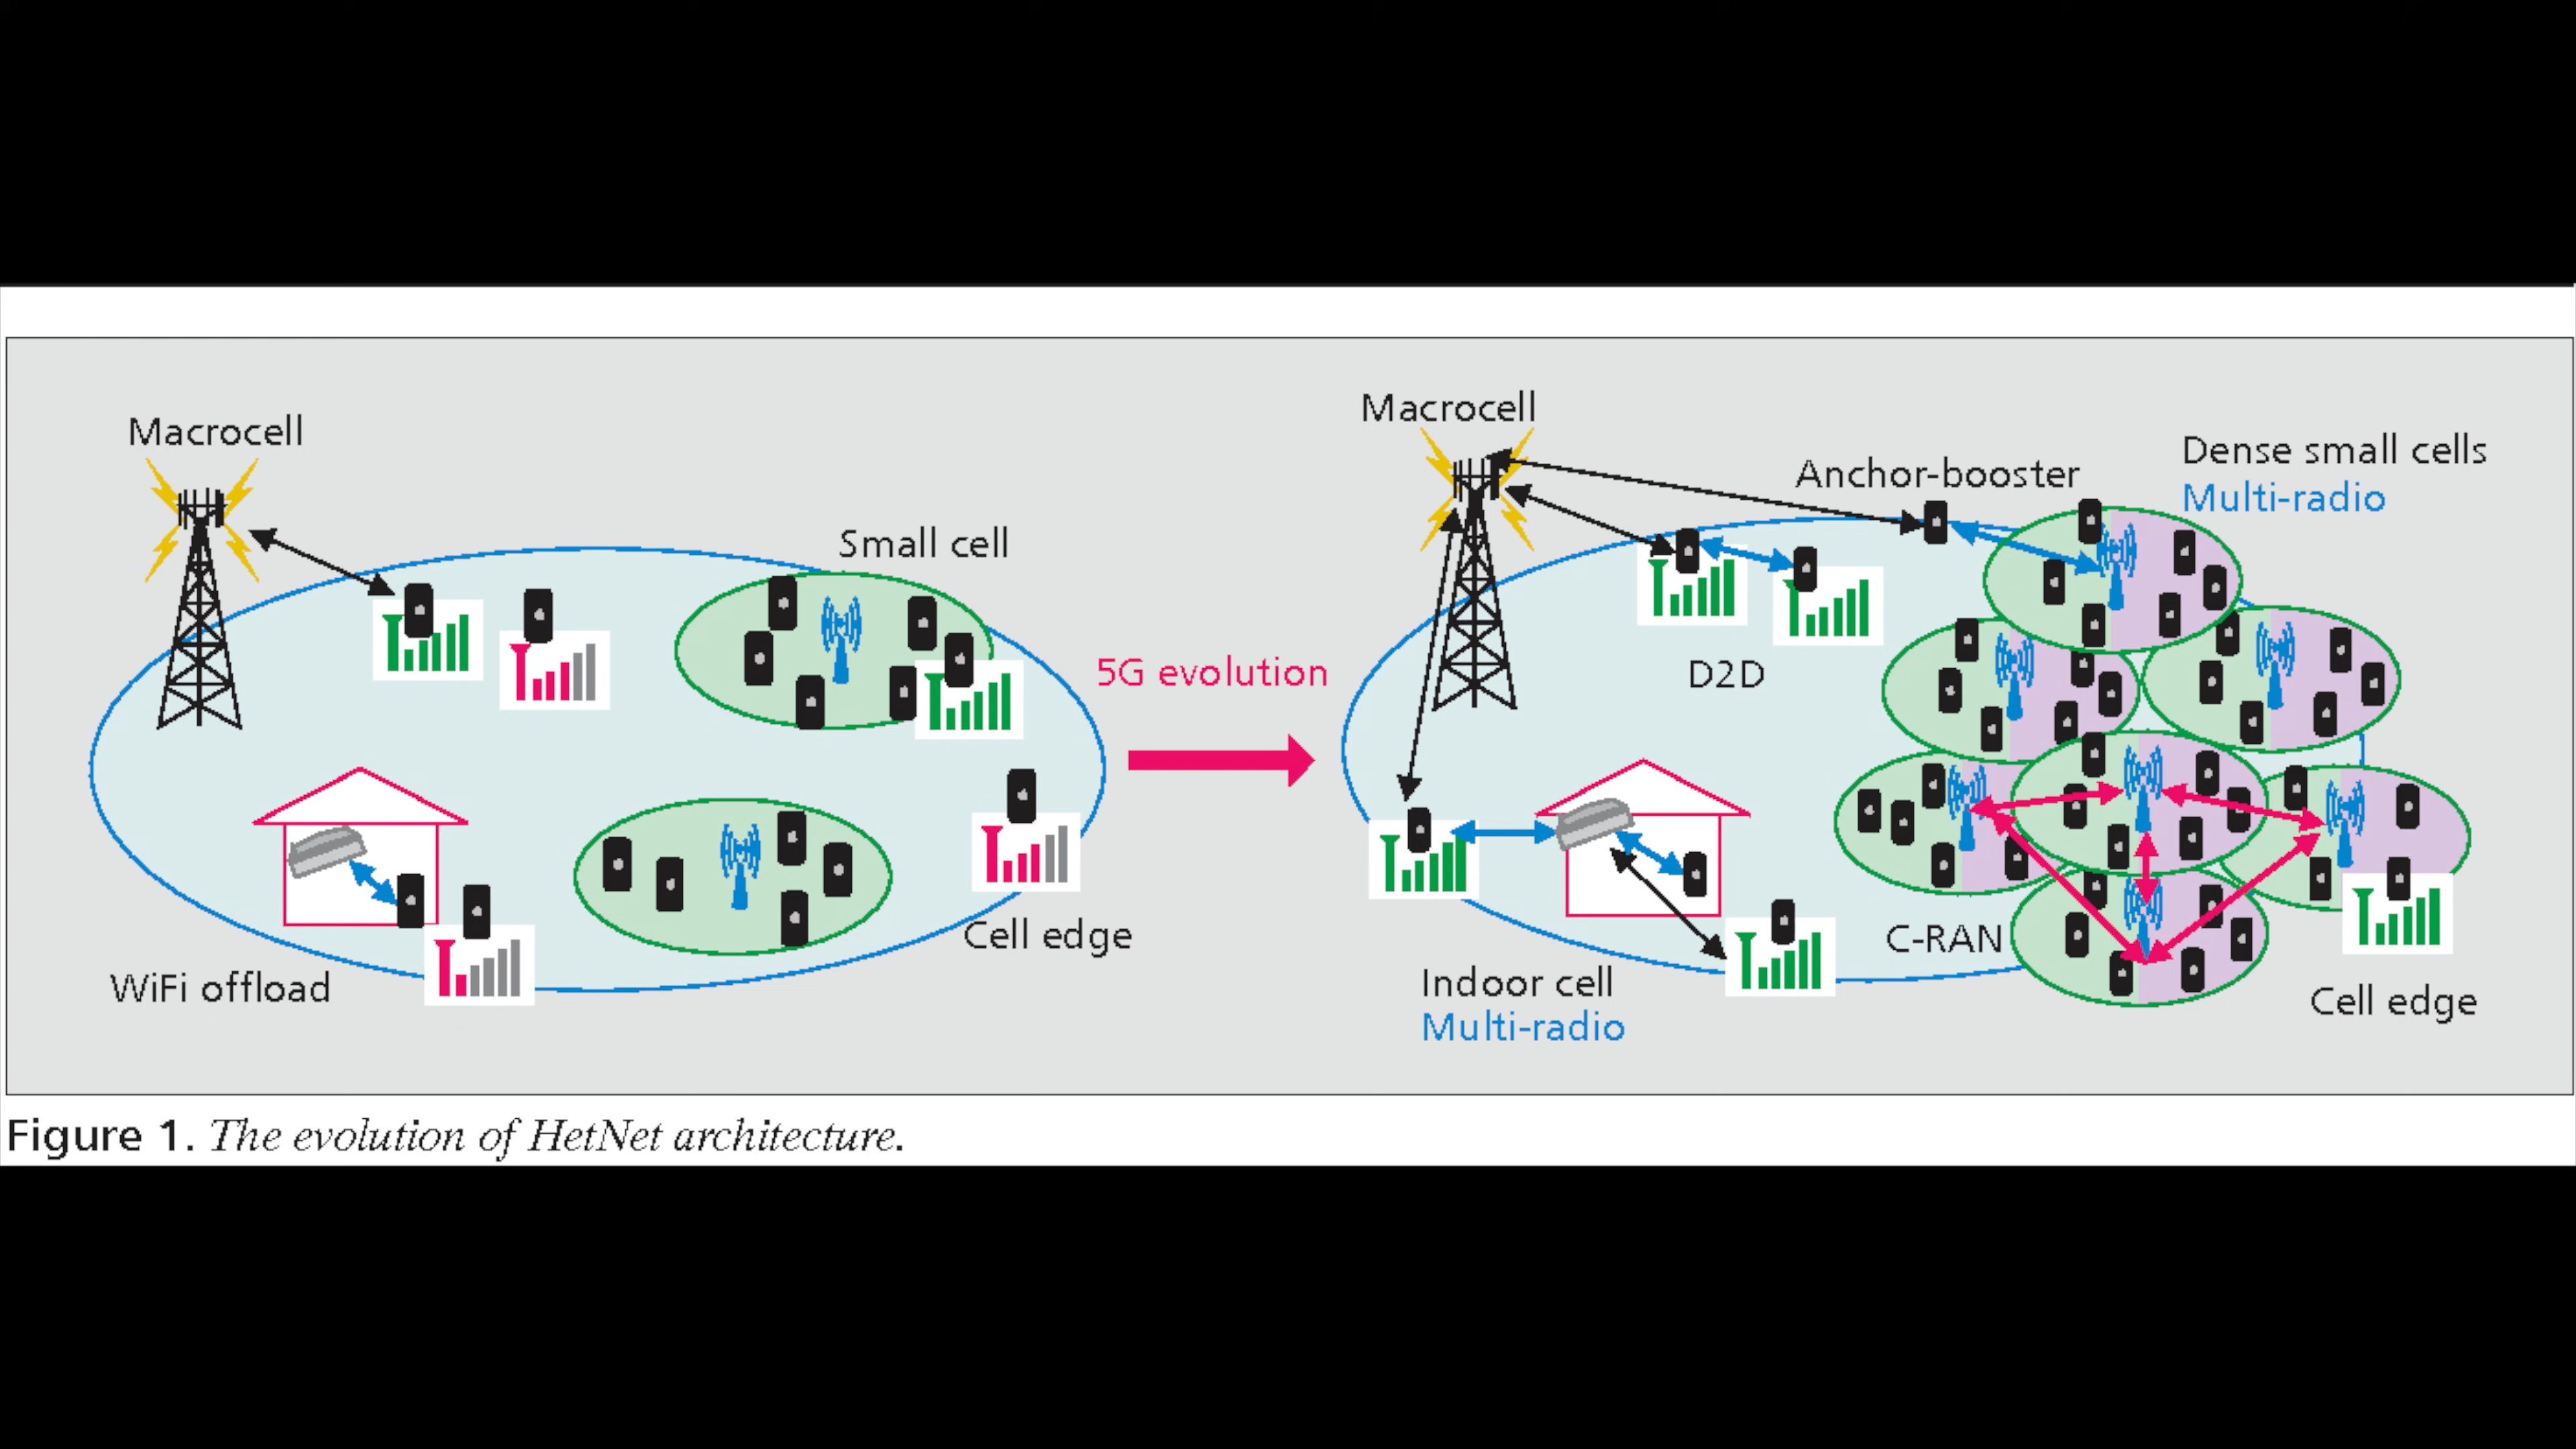 Macrocell
Small cell
WiFi offload
Cell edge
5G evolution
Macrocell
Anchor-booster
Dense small cells
Multi-radio
D2D
C-RAN
Indoor cell
Multi-radio
Cell edge
Figure 1. The evolution of HetNet architecture.